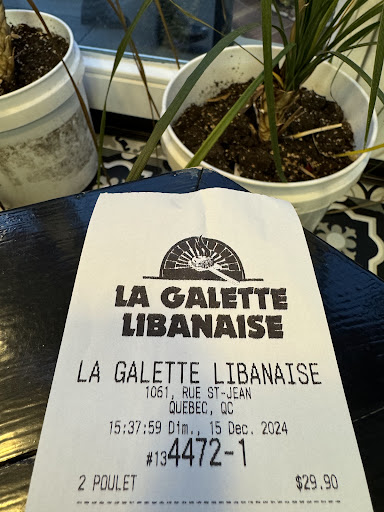 LA GALETTE
LIBANAISE
LA GALETTE LIBANAISE
1061, RUE ST-JEAN
QUEBEC, QC
15:37:59 Dim., 15 Dec. 2024
#134472-1
2 POULET $29.90